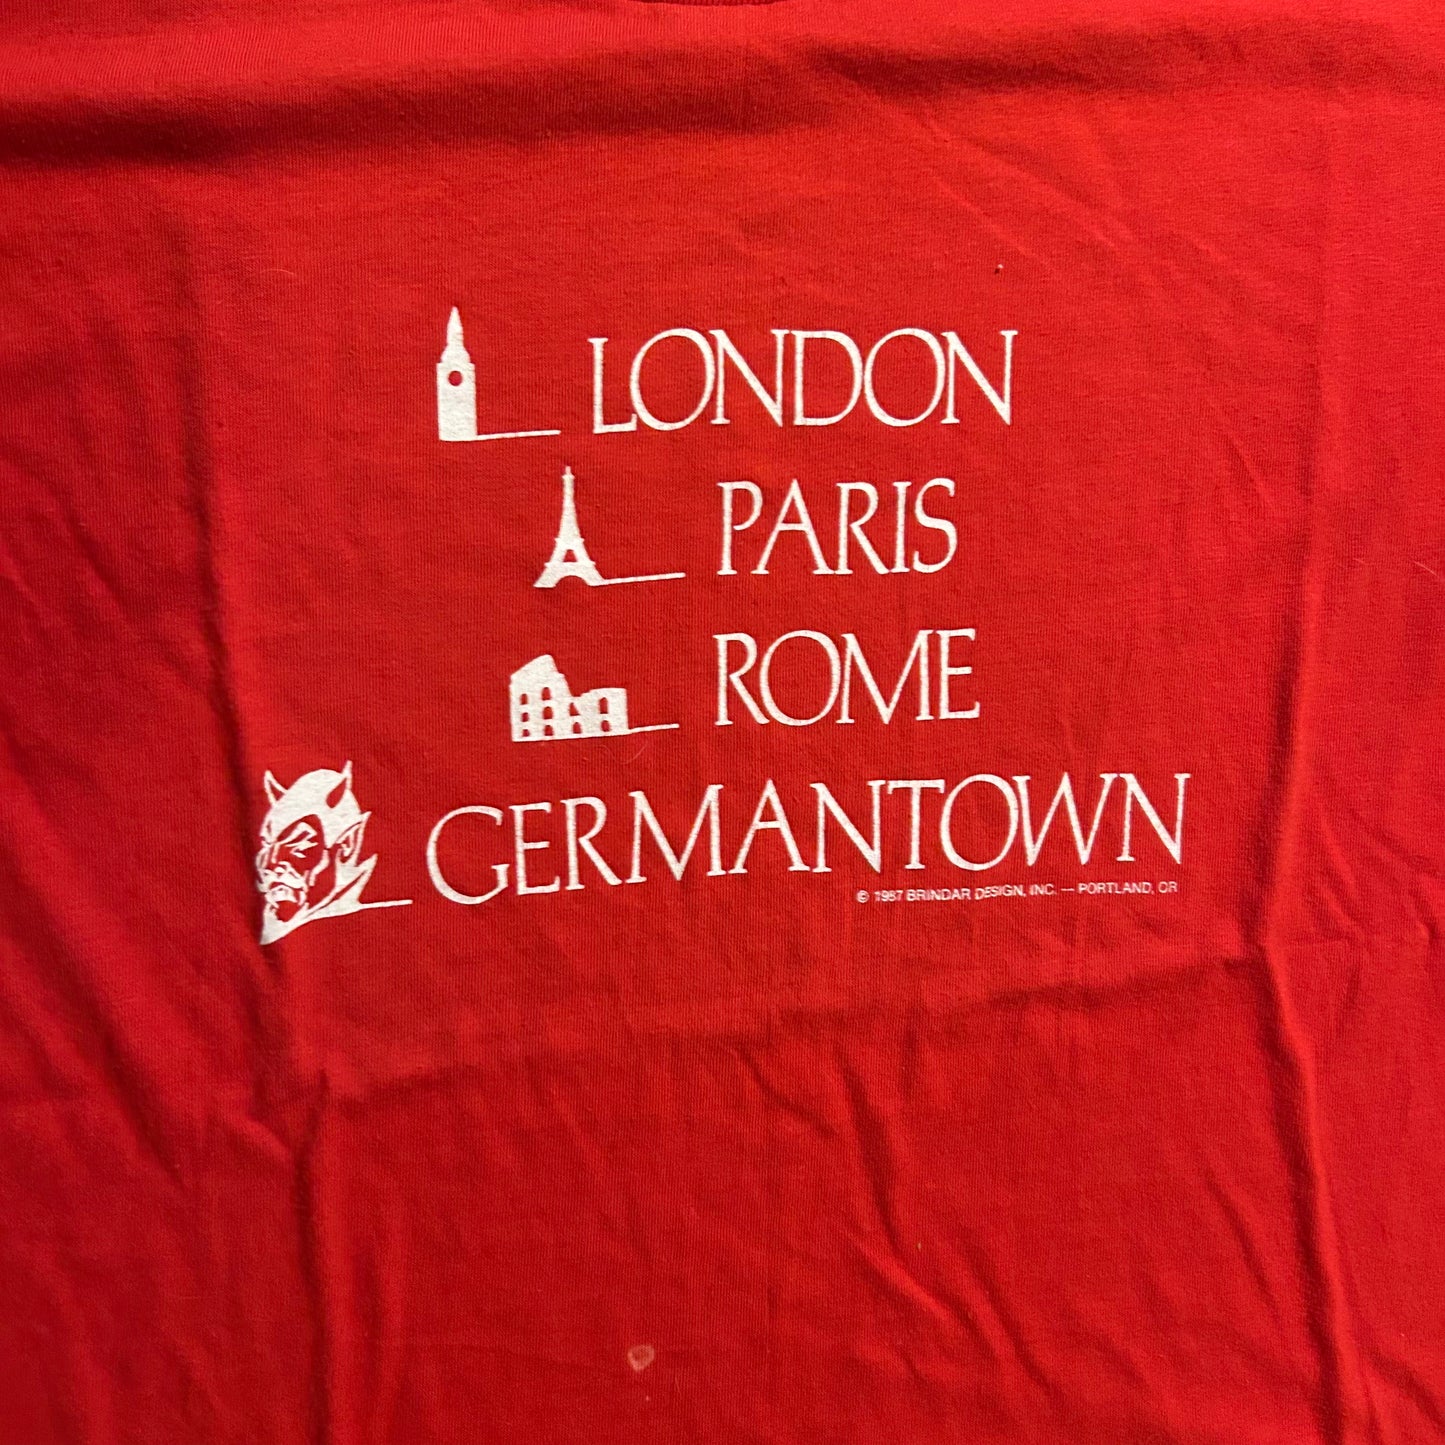 LONDON
PARIS
ROME
GERMANTOWN
© 1987 BRINDAR DESIGN, INC. — PORTLAND, OR